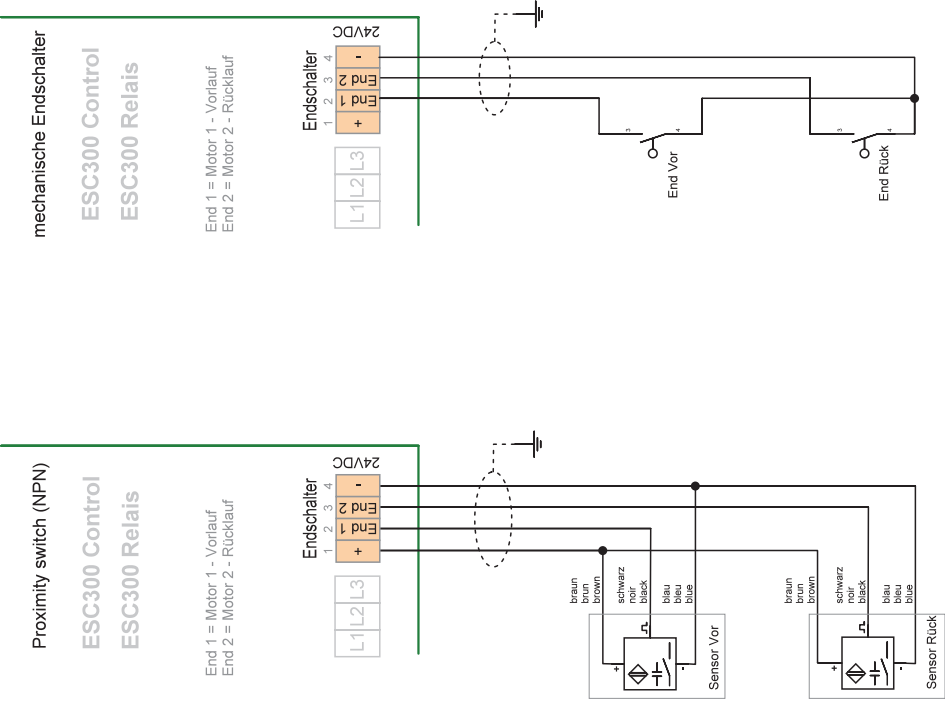 mechanische Endschalter
ESC300 Control
ESC300 Relais
End 1 = Motor 1 - Vorlauf
End 2 = Motor 2 - Rücklauf
Endschalter
24VDC
4 -
3 End 2
2 End 1
1 +
L1 L2 L3
3 4
End Vor
3 4
End Rück
Proximity switch (NPN)
ESC300 Control
ESC300 Relais
End 1 = Motor 1 - Vorlauf
End 2 = Motor 2 - Rücklauf
Endschalter
24VDC
4 -
3 End 2
2 End 1
1 +
L1 L2 L3
braun
brun
brown
schwarz
noir
black
blau
bleu
blue
+ -
Sensor Vor
braun
brun
brown
schwarz
noir
black
blau
bleu
blue
+ -
Sensor Rück